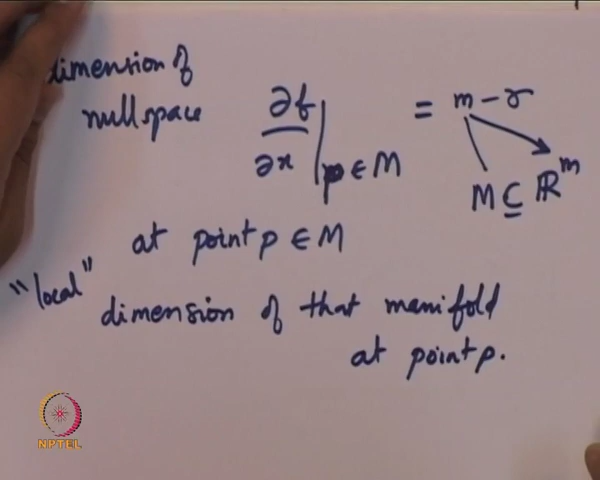 dimension of
nullspace ∂f/∂x |p∈M = m-r
M ⊆ ℝ^m
at point p ∈ M
"local"
dimension of that manifold
at point p.
NPTEL